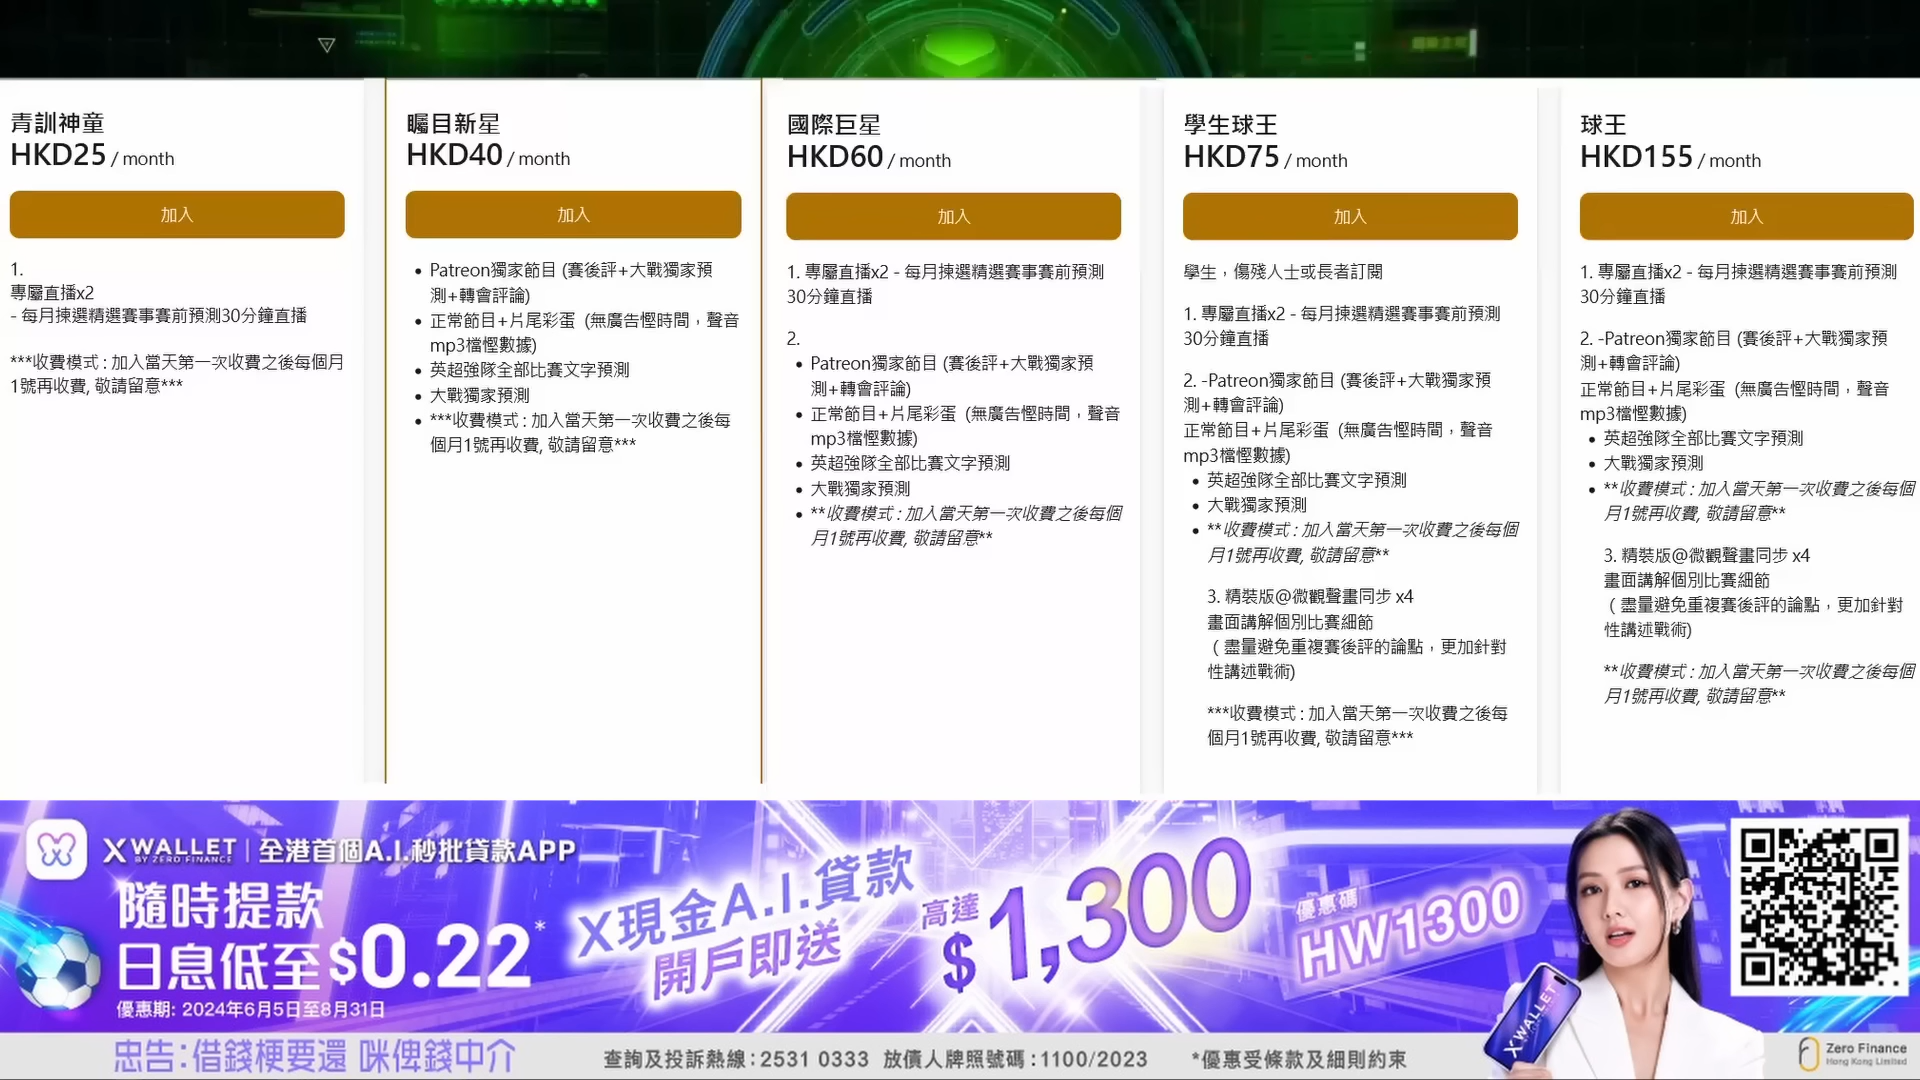 青訓神童
HKD25 / month
加入
1.
專屬直播x2
- 每月揀選精選賽事賽前預測30分鐘直播
***收費模式 : 加入當天第一次收費之後每個月
1號再收費, 敬請留意***
矚目新星
HKD40 / month
加入
Patreon獨家節目 (賽後評+大戰獨家預
測+轉會評論)
正常節目+片尾彩蛋 (無廣告慳時間，聲音
mp3檔慳數據)
英超強隊全部比賽文字預測
大戰獨家預測
***收費模式 : 加入當天第一次收費之後每
個月1號再收費, 敬請留意***
國際巨星
HKD60 / month
加入
1. 專屬直播x2 - 每月揀選精選賽事賽前預測
30分鐘直播
2.
Patreon獨家節目 (賽後評+大戰獨家預
測+轉會評論)
正常節目+片尾彩蛋 (無廣告慳時間，聲音
mp3檔慳數據)
英超強隊全部比賽文字預測
大戰獨家預測
**收費模式 : 加入當天第一次收費之後每個
月1號再收費, 敬請留意**
學生球王
HKD75 / month
加入
學生，傷殘人士或長者訂閱
1. 專屬直播x2 - 每月揀選精選賽事賽前預測
30分鐘直播
2. -Patreon獨家節目 (賽後評+大戰獨家預
測+轉會評論)
正常節目+片尾彩蛋 (無廣告慳時間，聲音
mp3檔慳數據)
英超強隊全部比賽文字預測
大戰獨家預測
**收費模式 : 加入當天第一次收費之後每個
月1號再收費, 敬請留意**
3. 精裝版@微觀聲畫同步 x4
畫面講解個別比賽細節
( 盡量避免重複賽後評的論點，更加針對
性講述戰術)
***收費模式 : 加入當天第一次收費之後每
個月1號再收費, 敬請留意***
球王
HKD155 / month
加入
1. 專屬直播x2 - 每月揀選精選賽事賽前預測
30分鐘直播
2. -Patreon獨家節目 (賽後評+大戰獨家預
測+轉會評論)
正常節目+片尾彩蛋 (無廣告慳時間，聲音
mp3檔慳數據)
英超強隊全部比賽文字預測
大戰獨家預測
**收費模式 : 加入當天第一次收費之後每個
月1號再收費, 敬請留意**
3. 精裝版@微觀聲畫同步 x4
畫面講解個別比賽細節
( 盡量避免重複賽後評的論點，更加針對
性講述戰術)
**收費模式 : 加入當天第一次收費之後每個
月1號再收費, 敬請留意**
X WALLET | 全港首個A.I.秒批貸款APP
BY ZERO FINANCE
隨時提款
日息低至$0.22*
優惠期: 2024年6月5日至8月31日
X現金A.I.貸款
開戶即送
高達
$1,300
優惠碼
HW1300
X WALLET
忠告:借錢梗要還 咪俾錢中介
查詢及投訴熱線:2531 0333 放債人牌照號碼:1100/2023 *優惠受條款及細則約束
Zero Finance
Hong Kong Limited